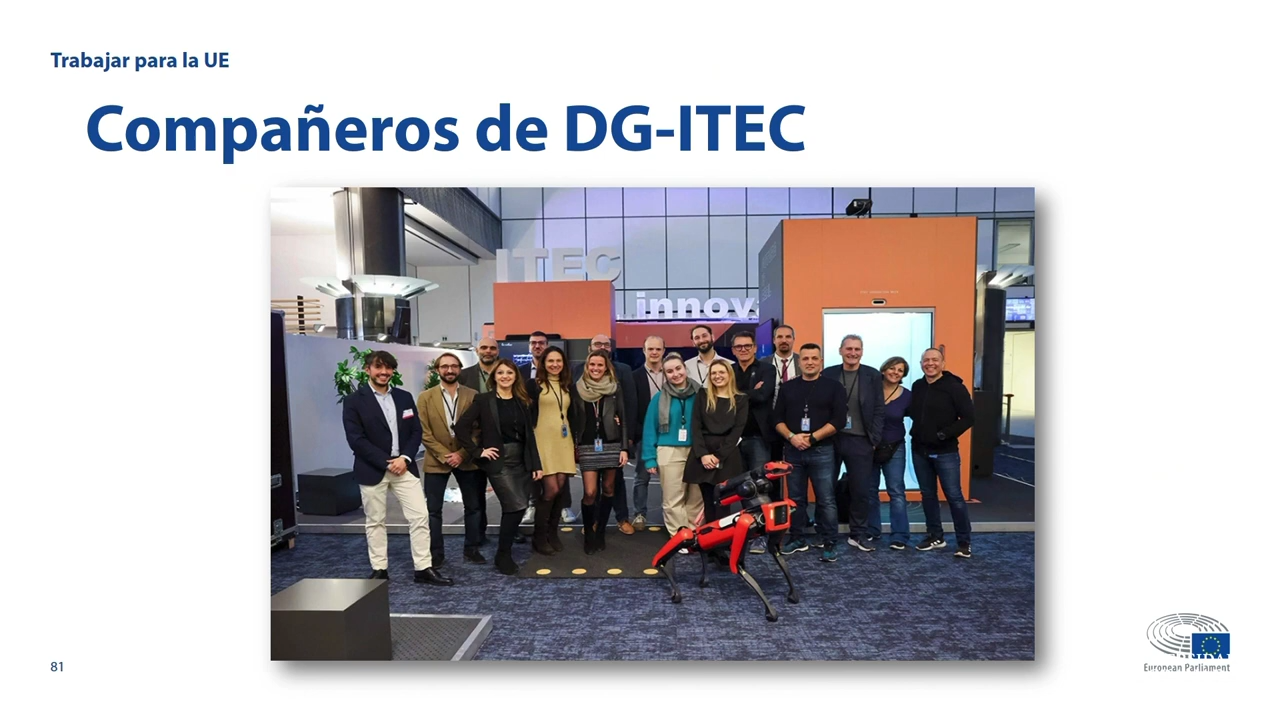 Trabajar para la UE
Compañeros de DG-ITEC
ITEC
innov
81
European Parliament